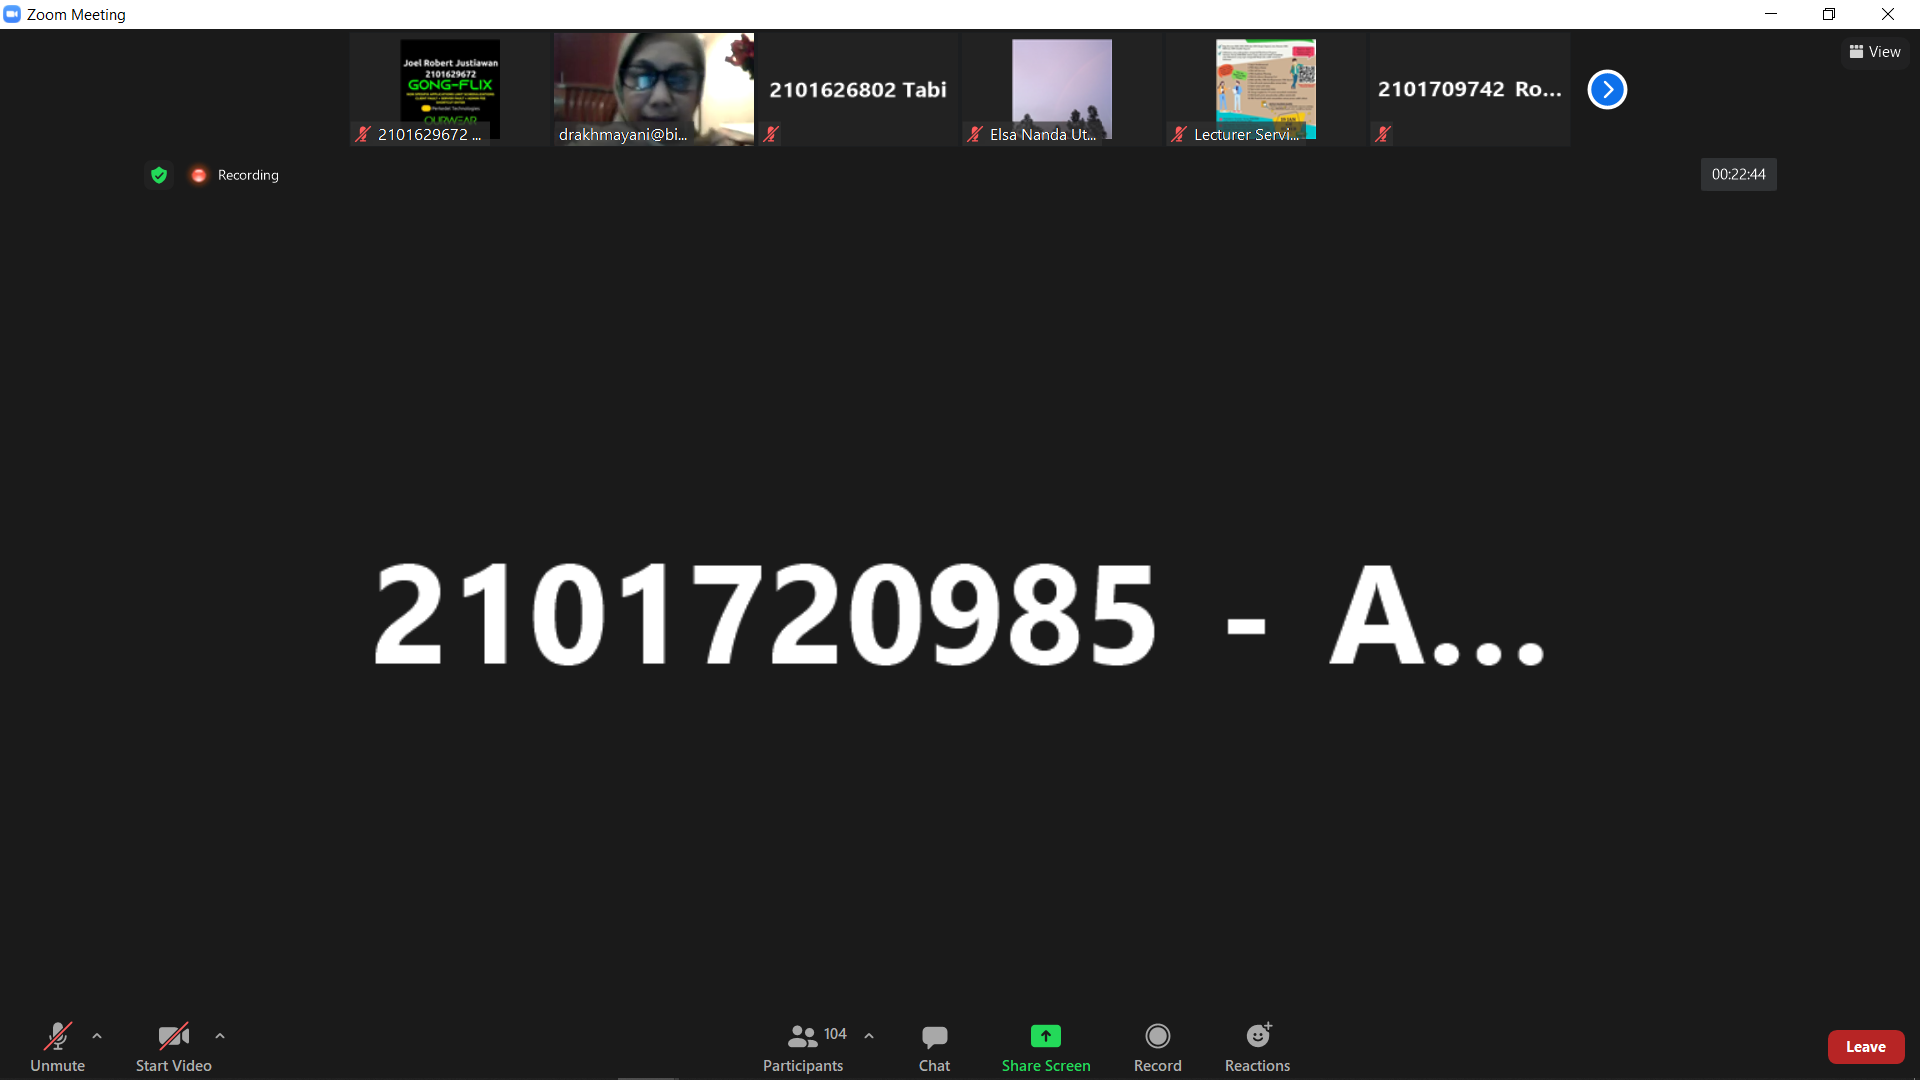 Zoom Meeting
View
Joel Robert Justiawan
2101629672
GONG-FLIX
OURWEAR
2101629672 ...
drakhmayani@bi...
2101626802 Tabi
Elsa Nanda Ut...
Lecturer Servi...
2101709742 Ro...
Recording
00:22:44
2101720985 - A...
Unmute
Start Video
104
Participants
Chat
Share Screen
Record
Reactions
Leave